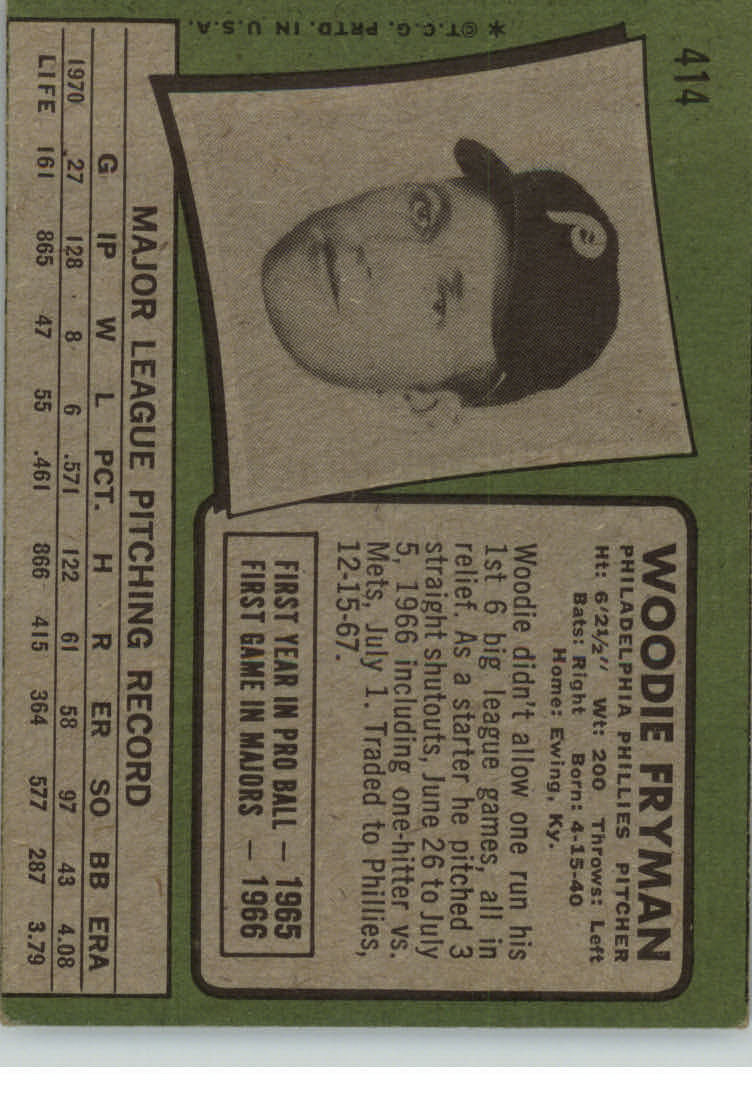 414
*©T.C.G. PRTD. IN U.S.A.
WOODIE FRYMAN
PHILADELPHIA PHILLIES PITCHER
Ht: 6'2½" Wt: 200 Throws: Left
Bats: Right Born: 4-15-40
Home: Ewing, Ky.
Woodie didn't allow one run his
1st 6 big league games, all in
relief. As a starter he pitched 3
straight shutouts, June 26 to July
5, 1966 including one-hitter vs.
Mets, July 1. Traded to Phillies,
12-15-67.
FIRST YEAR IN PRO BALL — 1965
FIRST GAME IN MAJORS — 1966
P
MAJOR LEAGUE PITCHING RECORD
G IP W L PCT. H R ER SO BB ERA
1970 27 128 8 6 .571 122 61 58 97 43 4.08
LIFE 161 865 47 55 .461 866 415 364 577 287 3.79